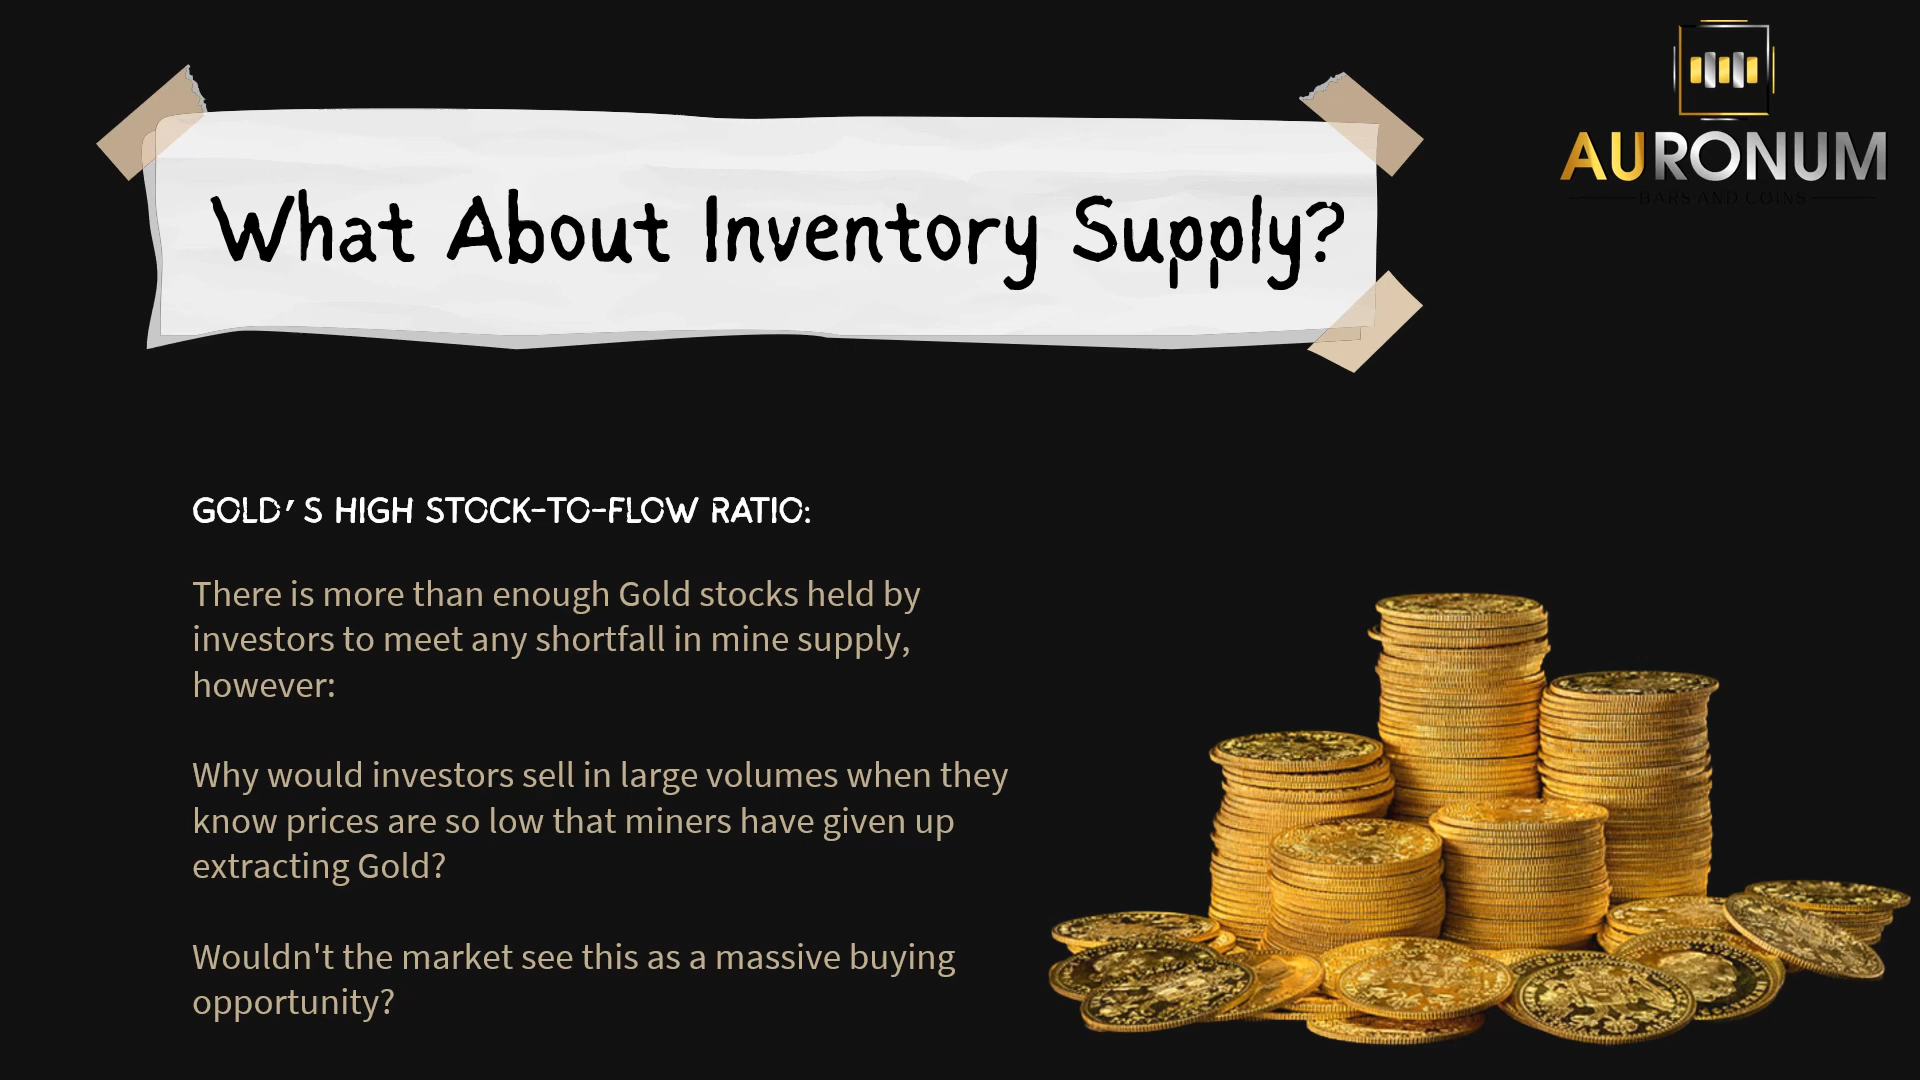 AURONUM
BARS AND COINS
What About Inventory Supply?
GOLD'S HIGH STOCK-TO-FLOW RATIO:
There is more than enough Gold stocks held by
investors to meet any shortfall in mine supply,
however:
Why would investors sell in large volumes when they
know prices are so low that miners have given up
extracting Gold?
Wouldn't the market see this as a massive buying
opportunity?